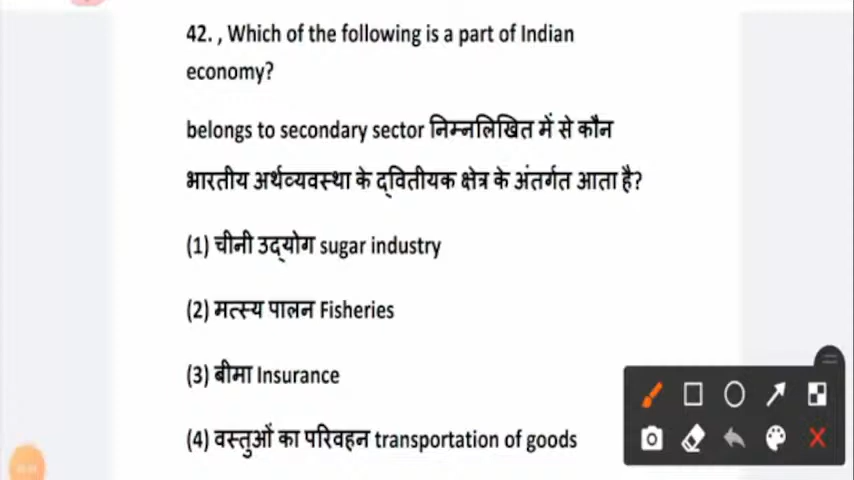 42. , Which of the following is a part of Indian
economy?
belongs to secondary sector निम्नलिखित में से कौन
भारतीय अर्थव्यवस्था के द्वितीयक क्षेत्र के अंतर्गत आता है?
(1) चीनी उद्योग sugar industry
(2) मत्स्य पालन Fisheries
(3) बीमा Insurance
(4) वस्तुओं का परिवहन transportation of goods